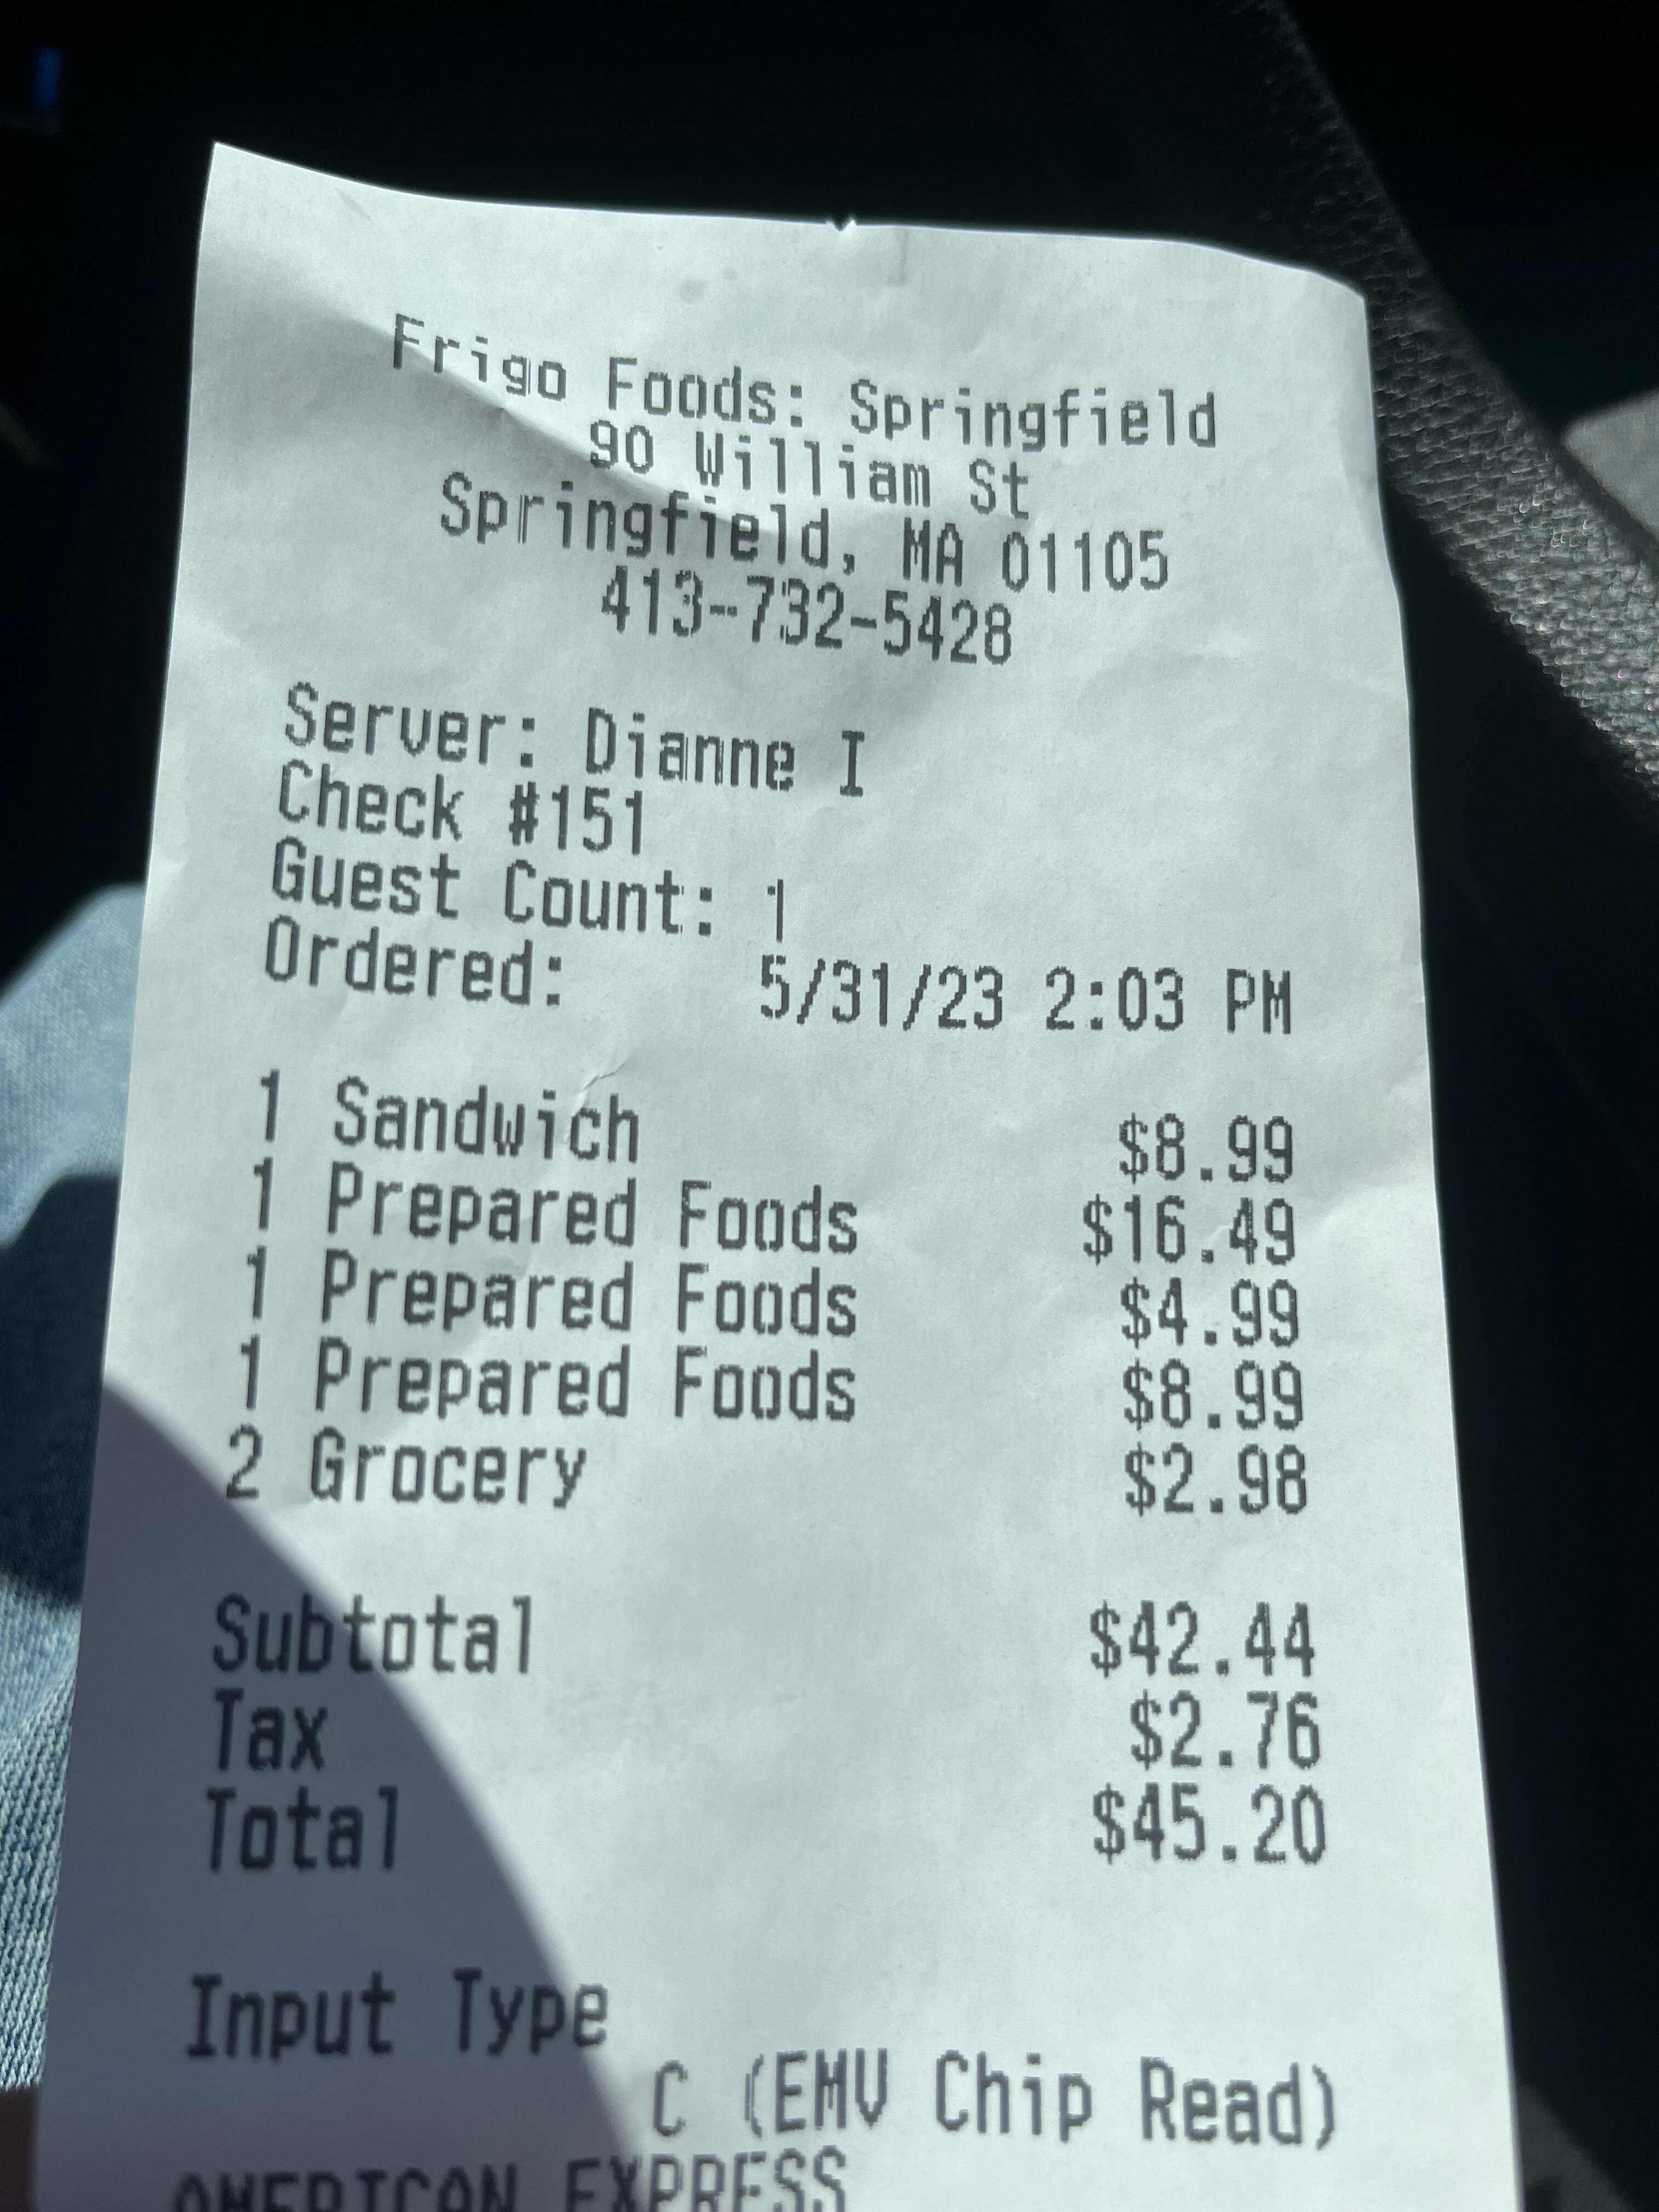 Frigo Foods: Springfield
90 William St
Springfield, MA 01105
413-732-5428
Server: Dianne I
Check #151
Guest Count: 1
Ordered: 5/31/23 2:03 PM
1 Sandwich $8.99
1 Prepared Foods $16.49
1 Prepared Foods $4.99
1 Prepared Foods $8.99
2 Grocery $2.98
Subtotal $42.44
Tax $2.76
Total $45.20
Input Type
C (EMV Chip Read)
AMERICAN EXPRESS